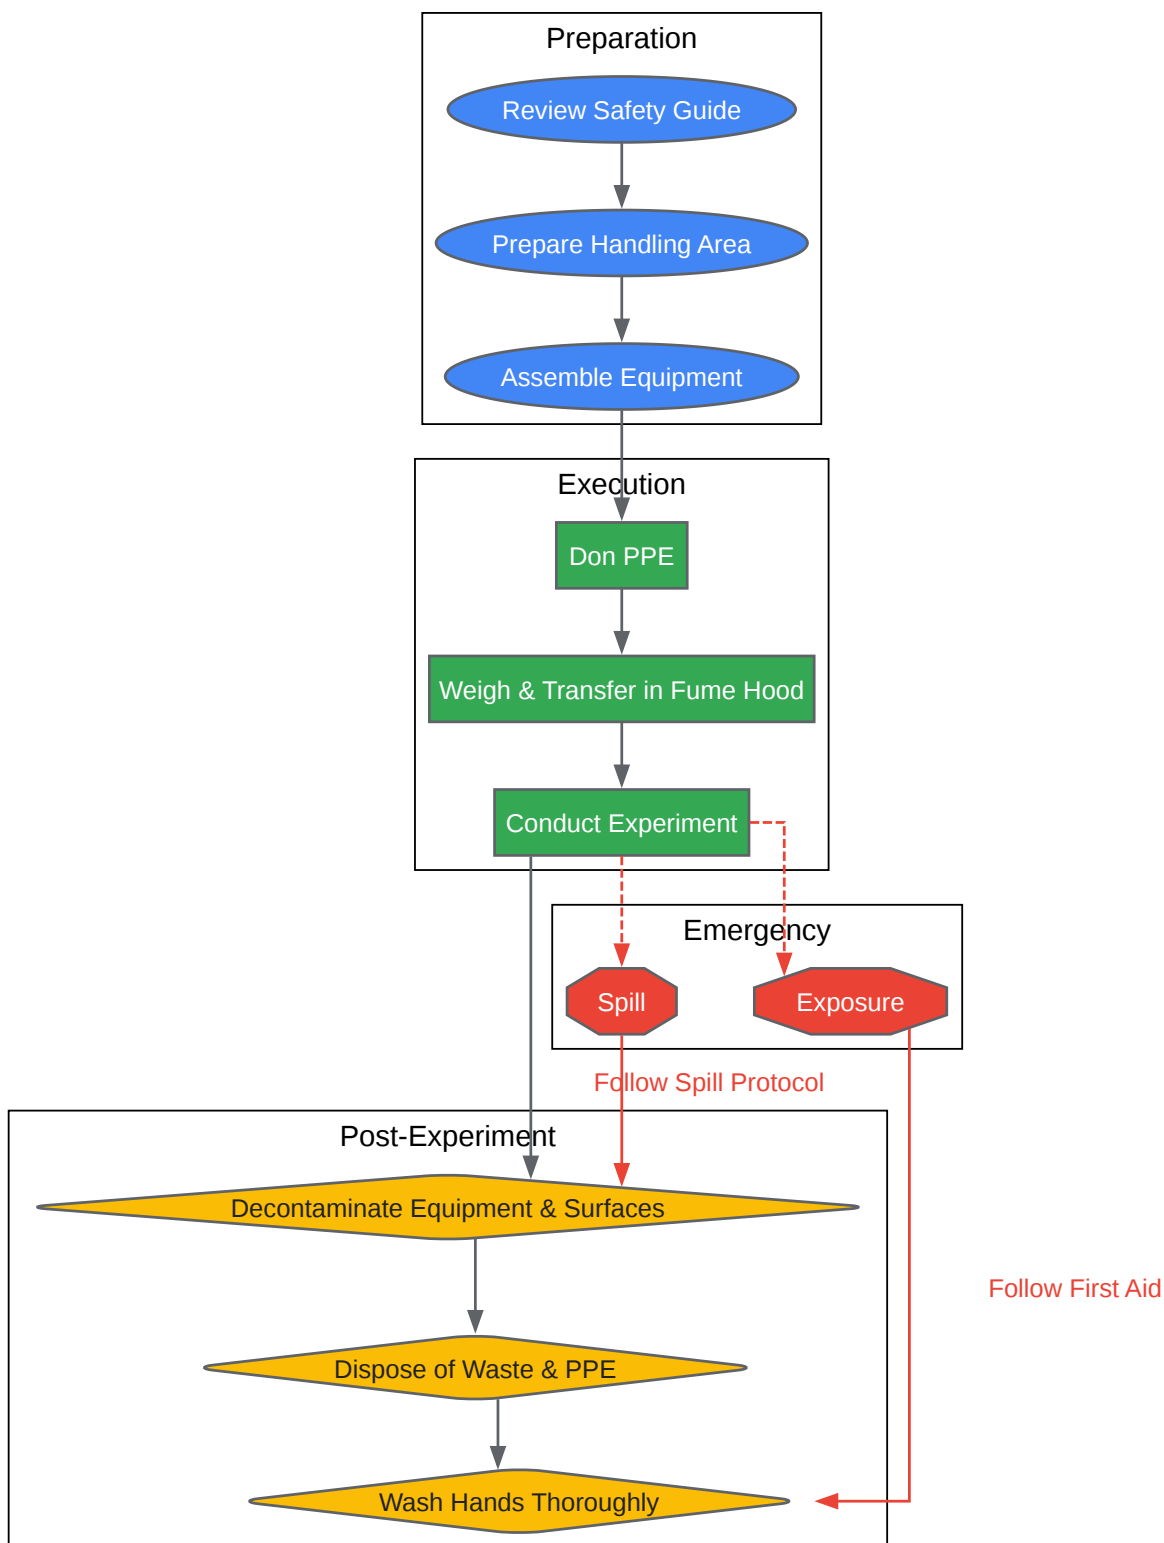 Preparation
Review Safety Guide
Prepare Handling Area
Assemble Equipment
Execution
Don PPE
Weigh & Transfer in Fume Hood
Conduct Experiment
Emergency
Spill
Exposure
Follow Spill Protocol
Post-Experiment
Decontaminate Equipment & Surfaces
Follow First Aid
Dispose of Waste & PPE
Wash Hands Thoroughly